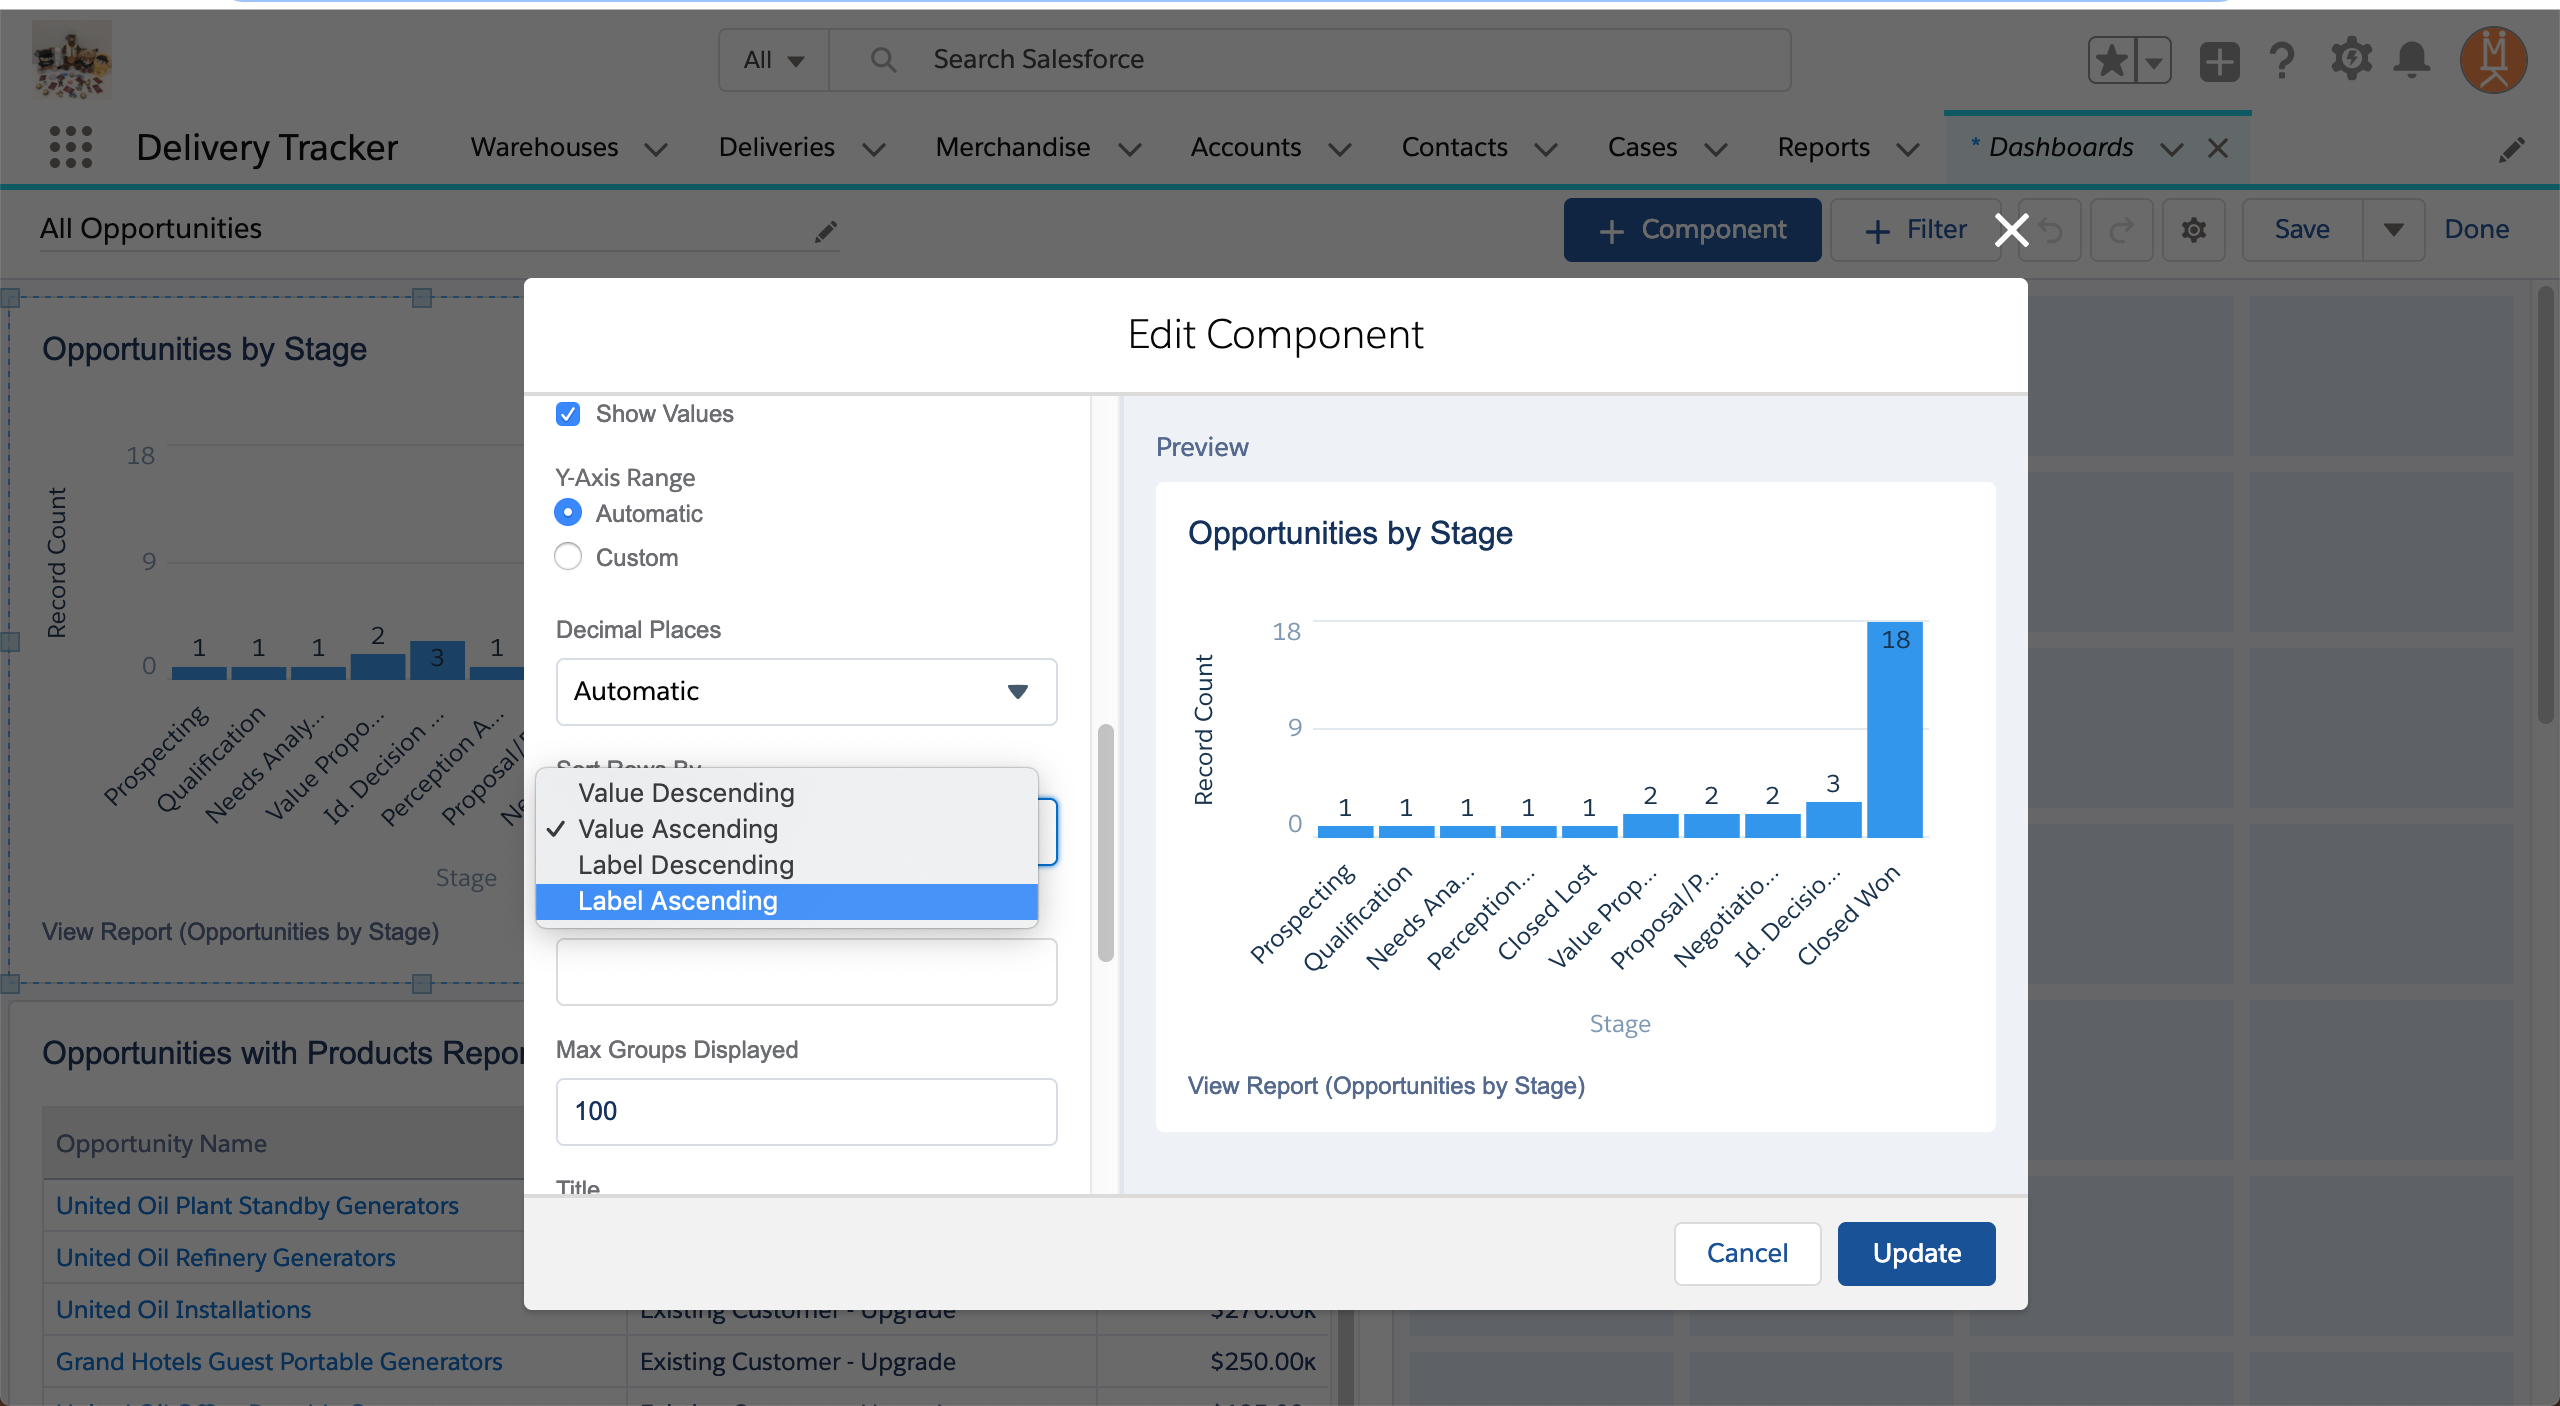 All
Search Salesforce
Delivery Tracker
Warehouses
Deliveries
Merchandise
Accounts
Contacts
Cases
Reports
* Dashboards
All Opportunities
+ Component
+ Filter
Save
Done
Opportunities by Stage
18
9
0
Record Count
1
1
1
2
3
1
Prospecting
Qualification
Needs Analy...
Value Propo...
Id. Decision ...
Perception A...
Stage
View Report (Opportunities by Stage)
Opportunities with Products
Opportunity Name
United Oil Plant Standby Generators
United Oil Refinery Generators
United Oil Installations Existing Customer - Upgrade $270.00K
Grand Hotels Guest Portable Generators Existing Customer - Upgrade $250.00K
Edit Component
Show Values
Y-Axis Range
Automatic
Custom
Decimal Places
Automatic
Sort Rows By
Value Descending
✓ Value Ascending
Label Descending
Label Ascending
Max Groups Displayed
100
Title
Preview
Opportunities by Stage
18
9
0
Record Count
1
1
1
1
1
2
2
2
3
18
Prospecting
Qualification
Needs Ana...
Perception...
Closed Lost
Value Prop...
Proposal/P...
Negotiatio...
Id. Decisio...
Closed Won
Stage
View Report (Opportunities by Stage)
Cancel
Update